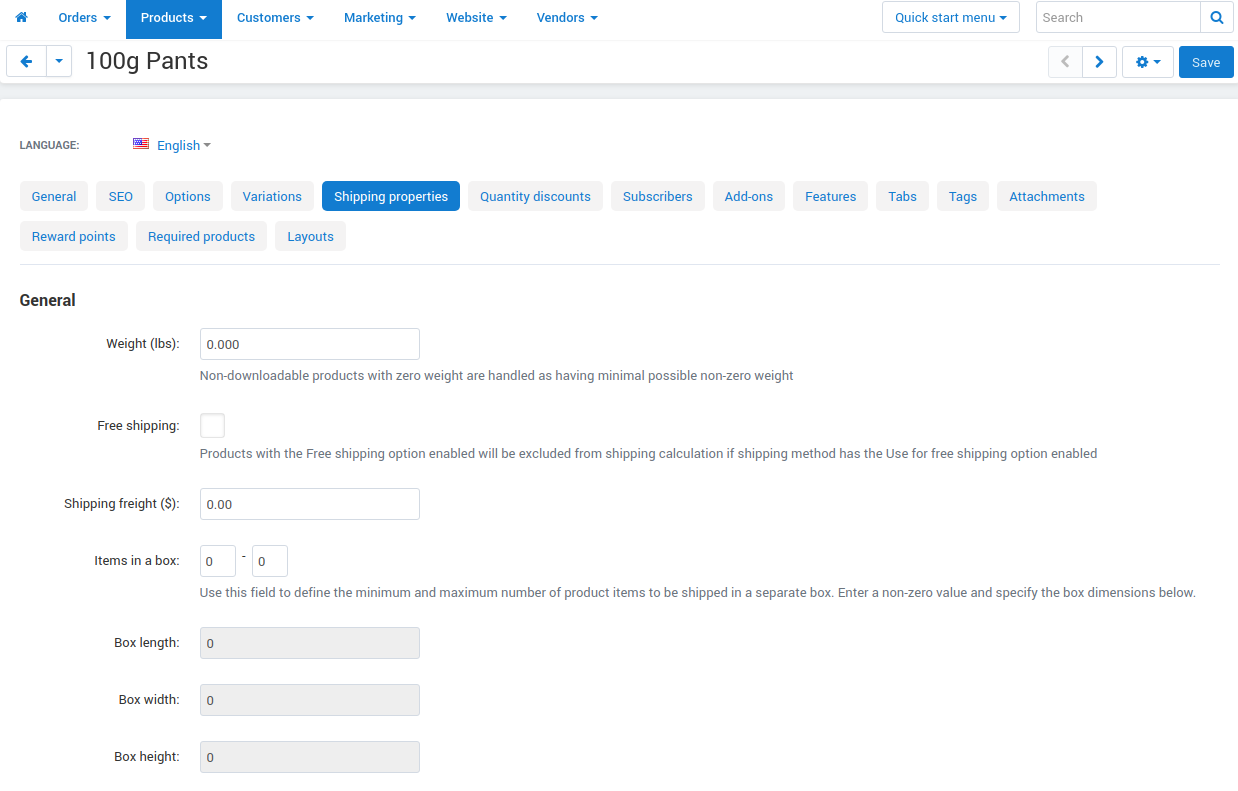 Orders Products Customers Marketing Website Vendors Quick start menu Search
100g Pants Save
LANGUAGE: English
General SEO Options Variations Shipping properties Quantity discounts Subscribers Add-ons Features Tabs Tags Attachments
Reward points Required products Layouts
General
Weight (lbs): 0.000
Non-downloadable products with zero weight are handled as having minimal possible non-zero weight
Free shipping:
Products with the Free shipping option enabled will be excluded from shipping calculation if shipping method has the Use for free shipping option enabled
Shipping freight ($): 0.00
Items in a box: 0 - 0
Use this field to define the minimum and maximum number of product items to be shipped in a separate box. Enter a non-zero value and specify the box dimensions below.
Box length: 0
Box width: 0
Box height: 0